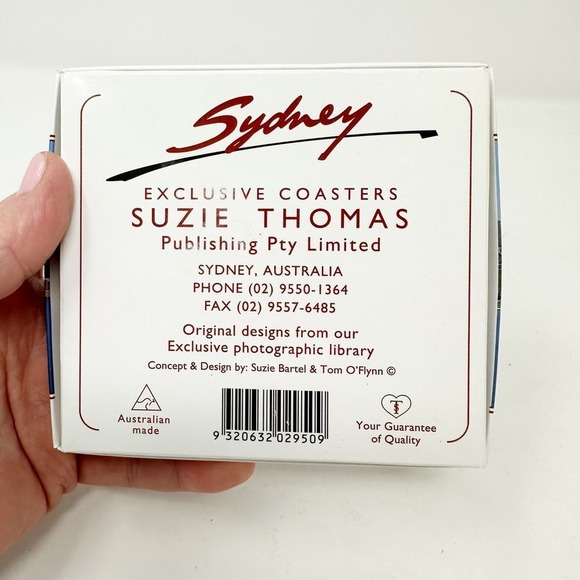 Sydney
EXCLUSIVE COASTERS
SUZIE THOMAS
Publishing Pty Limited
SYDNEY, AUSTRALIA
PHONE (02) 9550-1364
FAX (02) 9557-6485
Original designs from our
Exclusive photographic library
Concept & Design by: Suzie Bartel & Tom O'Flynn ©
Australian
made
9 320632 029509
Your Guarantee
of Quality